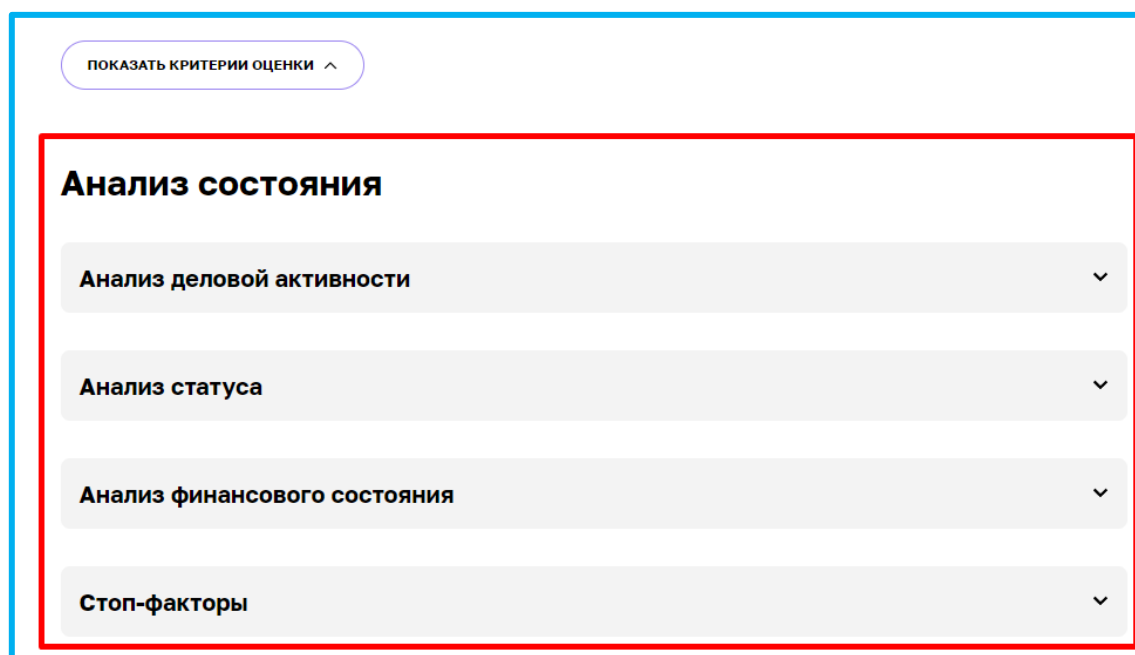 ПОКАЗАТЬ КРИТЕРИИ ОЦЕНКИ
Анализ состояния
Анализ деловой активности
Анализ статуса
Анализ финансового состояния
Стоп-факторы